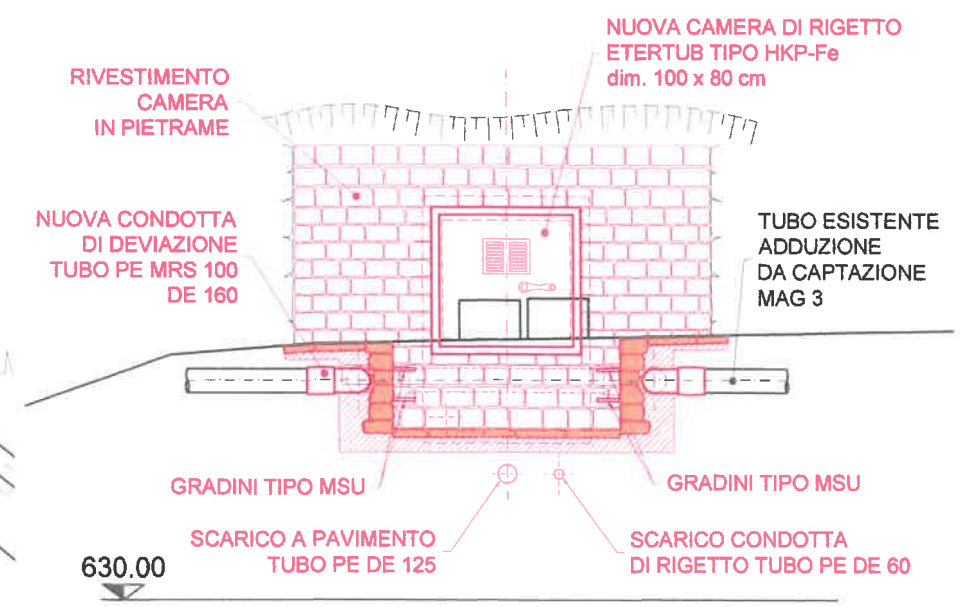 NUOVA CAMERA DI RIGETTO
ETERTUB TIPO HKP-Fe
dim. 100 x 80 cm
RIVESTIMENTO
CAMERA
IN PIETRAME
NUOVA CONDOTTA
DI DEVIAZIONE
TUBO PE MRS 100
DE 160
TUBO ESISTENTE
ADDUZIONE
DA CAPTAZIONE
MAG 3
GRADINI TIPO MSU
GRADINI TIPO MSU
SCARICO A PAVIMENTO
TUBO PE DE 125
SCARICO CONDOTTA
DI RIGETTO TUBO PE DE 60
630.00